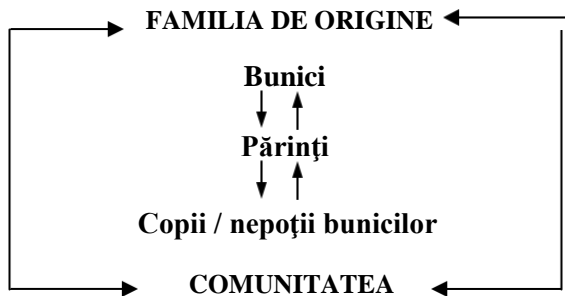 FAMILIA DE ORIGINE
Bunici
Părinţi
Copii / nepoţii bunicilor
COMUNITATEA